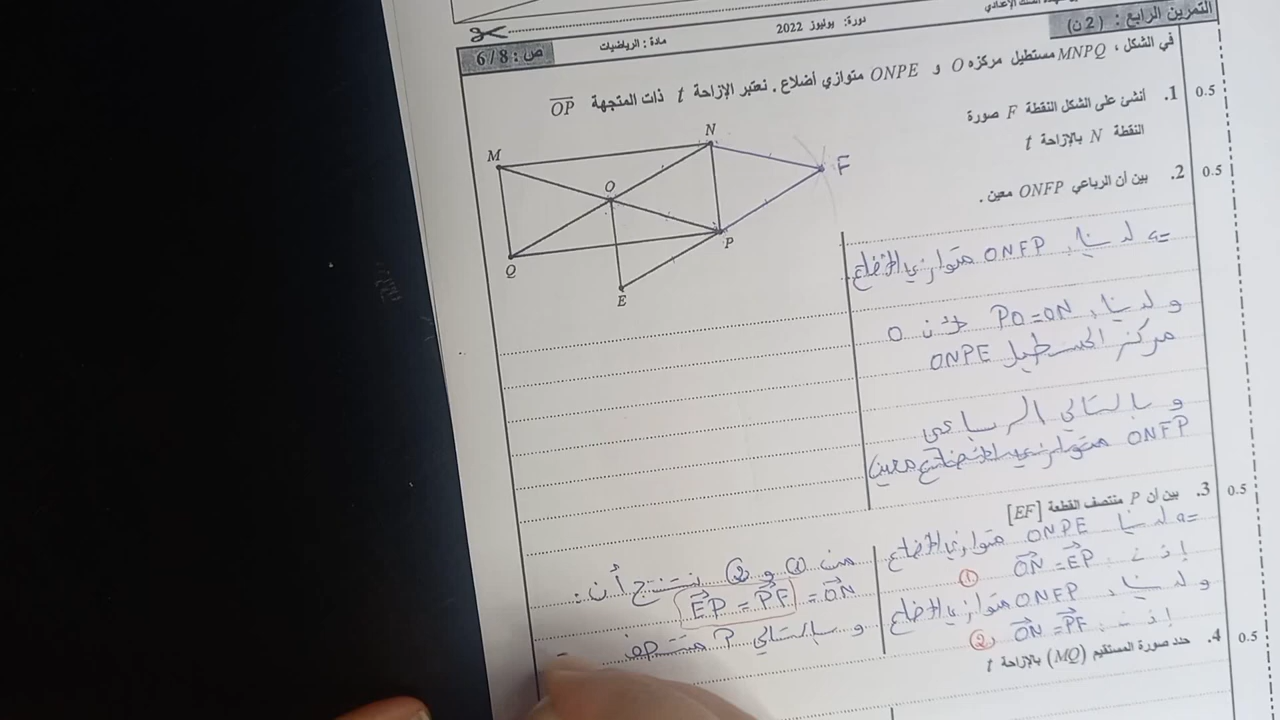 التمرين الرابع : (2 ن)
دورة: يوليوز 2022
مادة : الرياضيات
ص : 6/8
في الشكل ، MNPQ مستطيل مركزه O و ONPE متوازي أضلاع . نعتبر الإزاحة t ذات المتجهة OP
0.5
1. أنشئ على الشكل النقطة F صورة
النقطة N بالإزاحة t
0.5
2. بين أن الرباعي ONFP معين .
M
N
F
O
P
Q
E
=> لدينا ONFP متوازي الأضلاع
و لدينا PO=ON لأن O
مركز المستطيل ONPE
و بالتالي الرباعي
ONFP متوازي الأضلاع (معين)
0.5
3. بين أن P منتصف القطعة [EF]
=> لدينا ONPE متوازي الأضلاع
إذن : ON = EP ①
و لدينا ONFP متوازي الأضلاع
إذن : ON = PF ②
من ① و ② نستنتج أن :
EP = PF = ON
و بالتالي P منتصف
0.5
4. حدد صورة المستقيم (MQ) بالإزاحة t